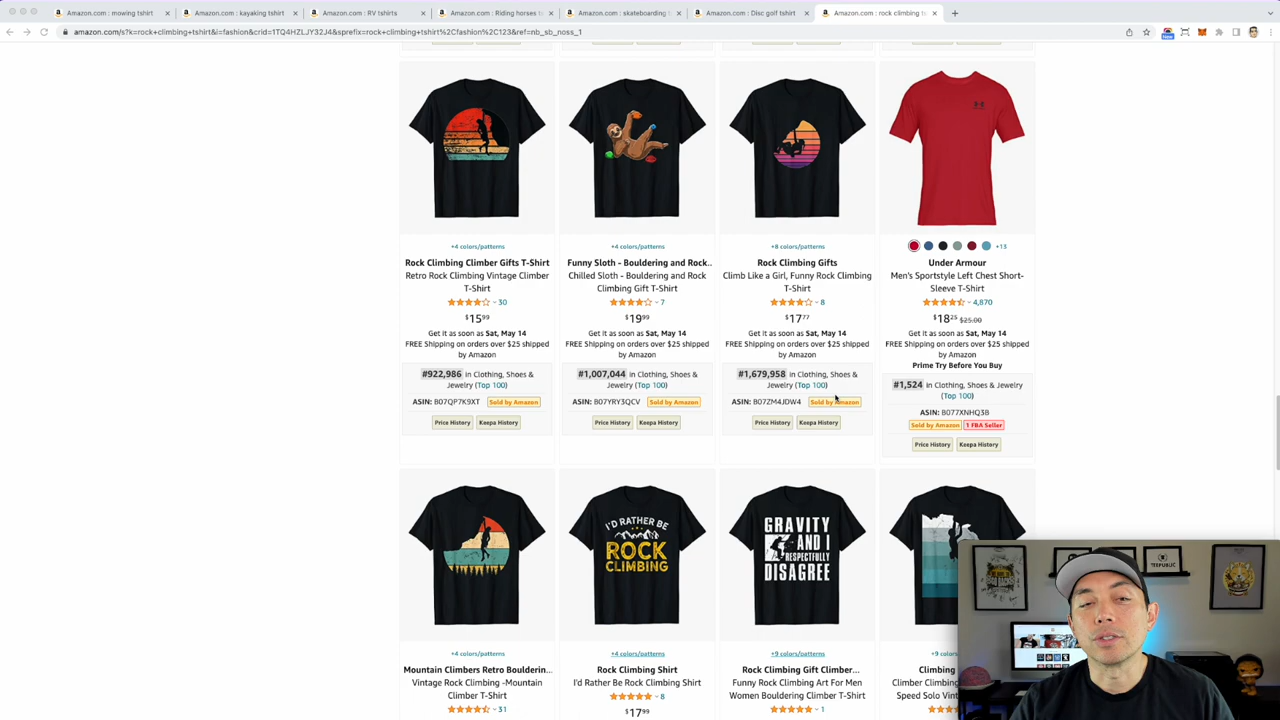 Amazon.com : mowing tshirt
Amazon.com : kayaking tshirt
Amazon.com : RV tshirts
Amazon.com : Riding horses ts
Amazon.com : skateboarding ts
Amazon.com : Disc golf tshirt
Amazon.com : rock climbing ts
amazon.com/s?k=rock+climbing+tshirt&i=fashion&crid=1TQ4HZLJY32J4&sprefix=rock+climbing+tshirt%2Cfashion%2C123&ref=nb_sb_noss_1
New
+4 colors/patterns
Rock Climbing Climber Gifts T-Shirt
Retro Rock Climbing Vintage Climber
T-Shirt
30
$1599
Get it as soon as Sat, May 14
FREE Shipping on orders over $25 shipped
by Amazon
#922,986 in Clothing, Shoes &
Jewelry (Top 100)
ASIN: B07QP7K9XT Sold by Amazon
Price History Keepa History
+4 colors/patterns
Funny Sloth - Bouldering and Rock..
Chilled Sloth - Bouldering and Rock
Climbing Gift T-Shirt
7
$1999
Get it as soon as Sat, May 14
FREE Shipping on orders over $25 shipped
by Amazon
#1,007,044 in Clothing, Shoes &
Jewelry (Top 100)
ASIN: B07YRY3QCV Sold by Amazon
Price History Keepa History
+8 colors/patterns
Rock Climbing Gifts
Climb Like a Girl, Funny Rock Climbing
T-Shirt
8
$1777
Get it as soon as Sat, May 14
FREE Shipping on orders over $25 shipped
by Amazon
#1,679,958 in Clothing, Shoes &
Jewelry (Top 100)
ASIN: B07ZM4JDW4 Sold by Amazon
Price History Keepa History
+13
Under Armour
Men's Sportstyle Left Chest Short-
Sleeve T-Shirt
4,870
$1825 $25.00
Get it as soon as Sat, May 14
FREE Shipping on orders over $25 shipped
by Amazon
Prime Try Before You Buy
#1,524 in Clothing, Shoes & Jewelry
(Top 100)
ASIN: B077XNHQ3B
Sold by Amazon 1 FBA Seller
Price History Keepa History
+4 colors/patterns
Mountain Climbers Retro Bouldering...
Vintage Rock Climbing -Mountain
Climber T-Shirt
31
I'D RATHER BE
ROCK
CLIMBING
+4 colors/patterns
Rock Climbing Shirt
I'd Rather Be Rock Climbing Shirt
8
$1799
GRAVITY
AND I
RESPECTFULLY
DISAGREE
+9 colors/patterns
Rock Climbing Gift Climber...
Funny Rock Climbing Art For Men
Women Bouldering Climber T-Shirt
1
+9 colors
Climbing
Climber Climbing
Speed Solo Vint
TEEPUBLIC